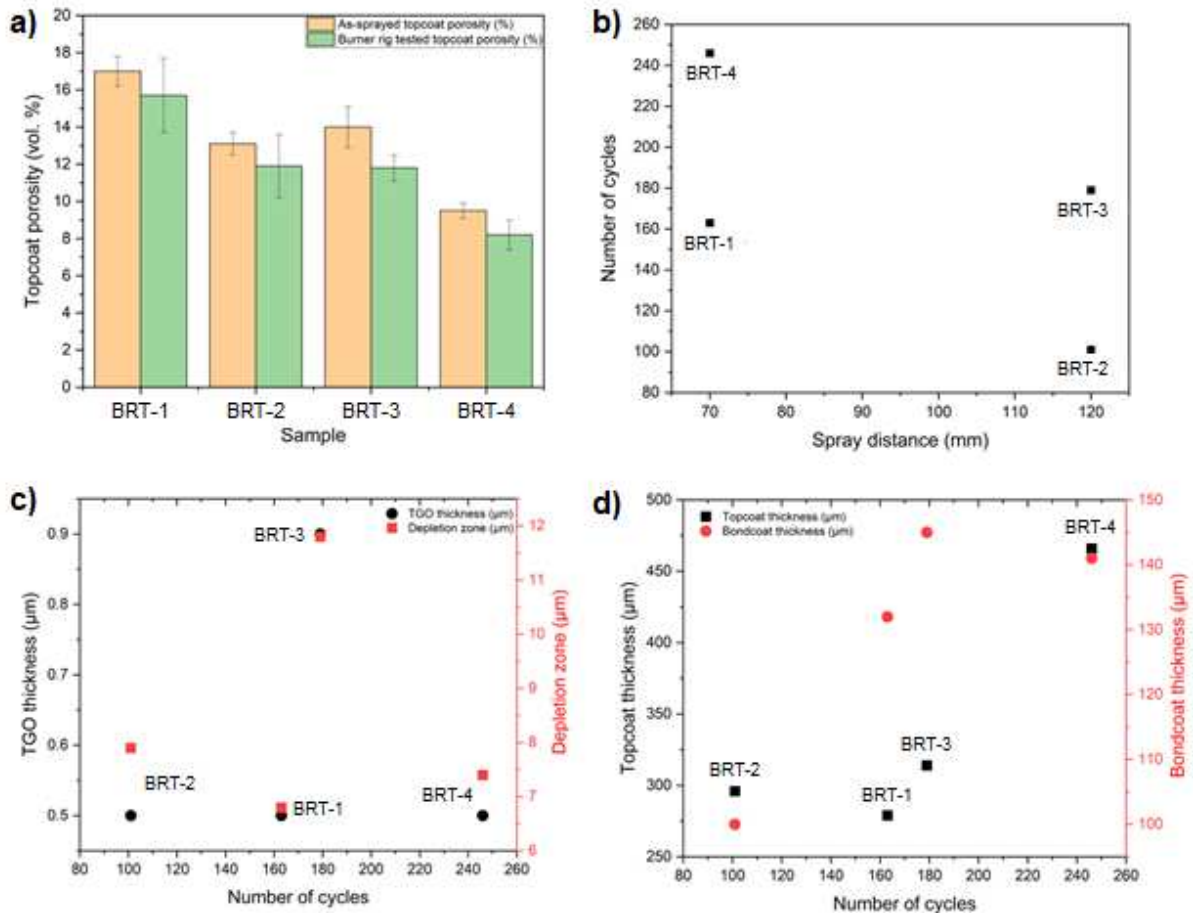 a)
As-sprayed topcoat porosity (%)
Burner rig tested topcoat porosity (%)
Topcoat porosity (vol. %)
20
18
16
14
12
10
8
6
4
2
0
BRT-1 BRT-2 BRT-3 BRT-4
Sample
b)
Number of cycles
260
240
220
200
180
160
140
120
100
80
BRT-4
BRT-1
BRT-3
BRT-2
70 80 90 100 110 120
Spray distance (mm)
c)
TGO thickness (µm)
Depletion zone (µm)
TGO thickness (µm)
0.9
0.8
0.7
0.6
0.5
BRT-3
BRT-2
BRT-1
BRT-4
12
11
10
9
8
7
6
Depletion zone (µm)
80 100 120 140 160 180 200 220 240 260
Number of cycles
d)
Topcoat thickness (µm)
Bondcoat thickness (µm)
Topcoat thickness (µm)
500
475
450
425
400
375
350
325
300
275
250
BRT-4
BRT-2
BRT-3
BRT-1
150
140
130
120
110
100
Bondcoat thickness (µm)
80 100 120 140 160 180 200 220 240 260
Number of cycles